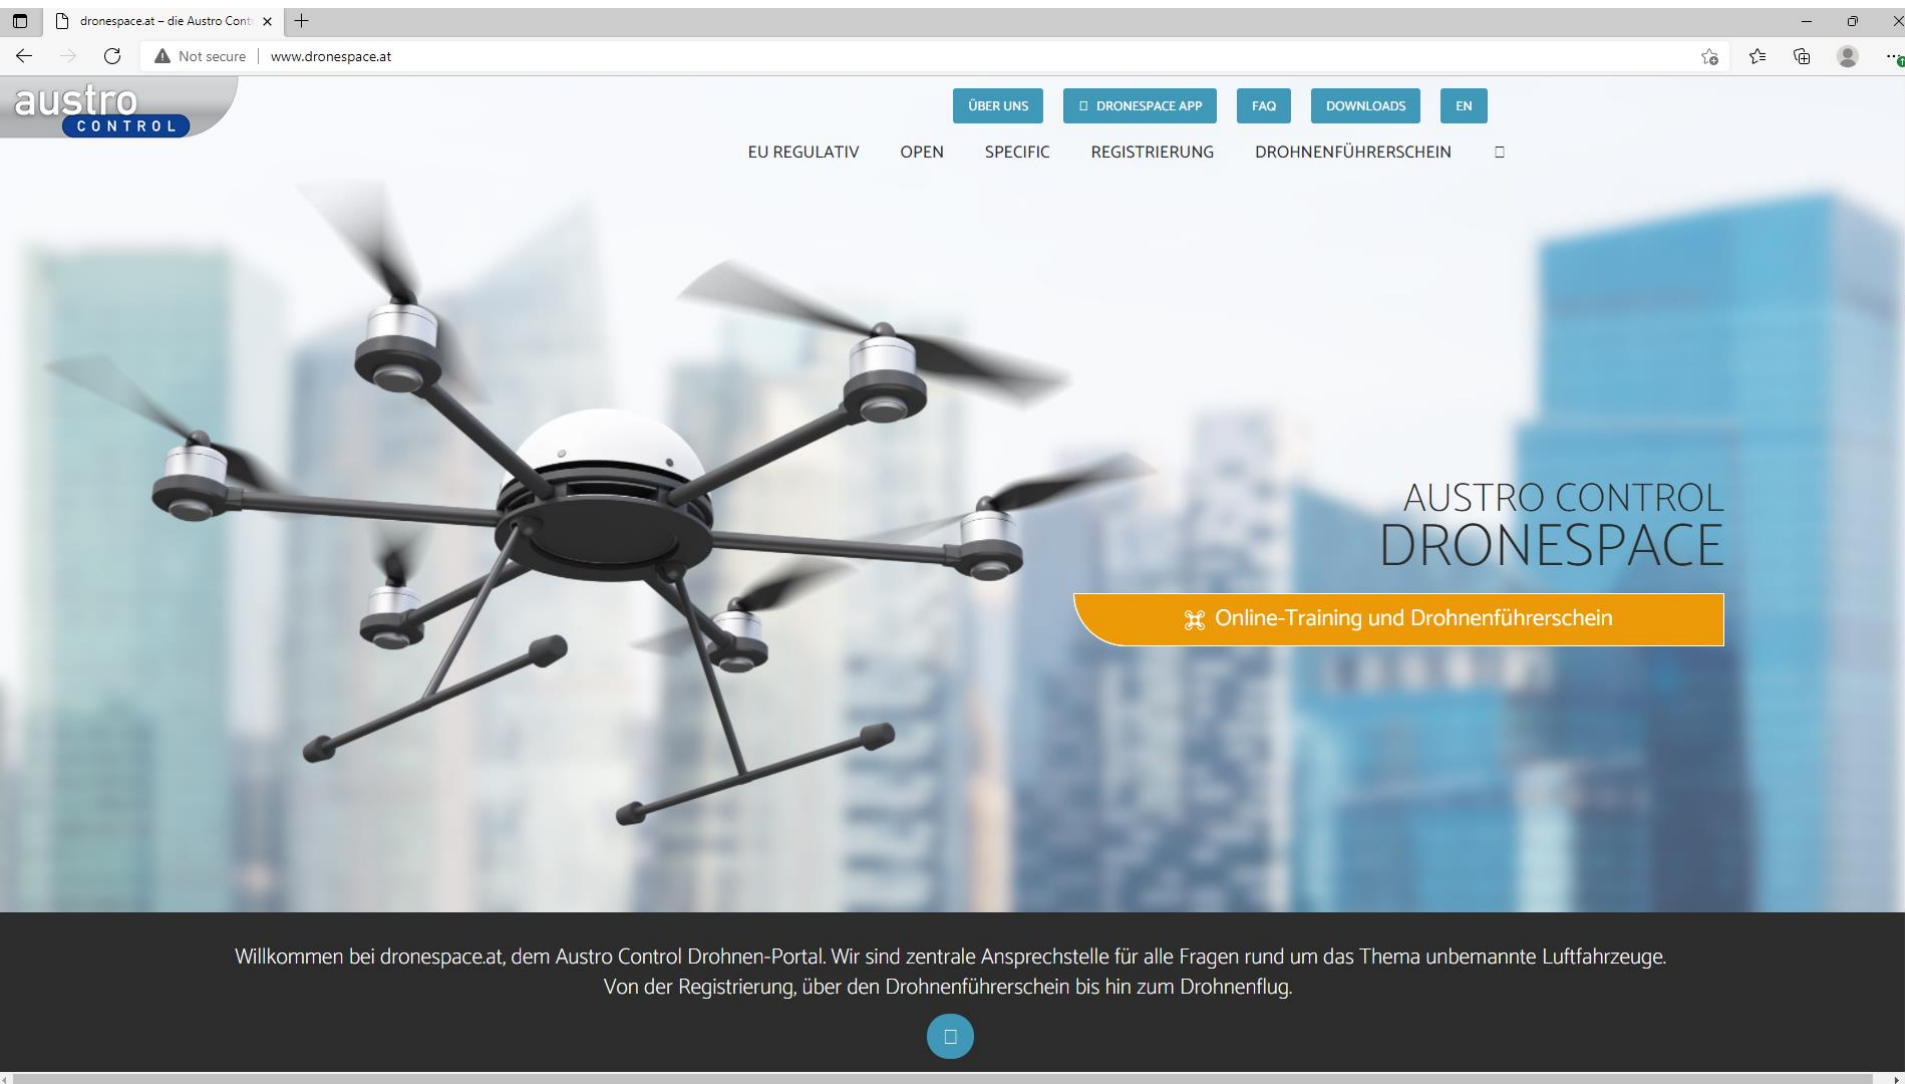 dronespace.at – die Austro Cont
Not secure | www.dronespace.at
austro
CONTROL
ÜBER UNS
DRONESPACE APP
FAQ
DOWNLOADS
EN
EU REGULATIV
OPEN
SPECIFIC
REGISTRIERUNG
DROHNENFÜHRERSCHEIN
AUSTRO CONTROL
DRONESPACE
Online-Training und Drohnenführerschein
Willkommen bei dronespace.at, dem Austro Control Drohnen-Portal. Wir sind zentrale Ansprechstelle für alle Fragen rund um das Thema unbemannte Luftfahrzeuge.
Von der Registrierung, über den Drohnenführerschein bis hin zum Drohnenflug.